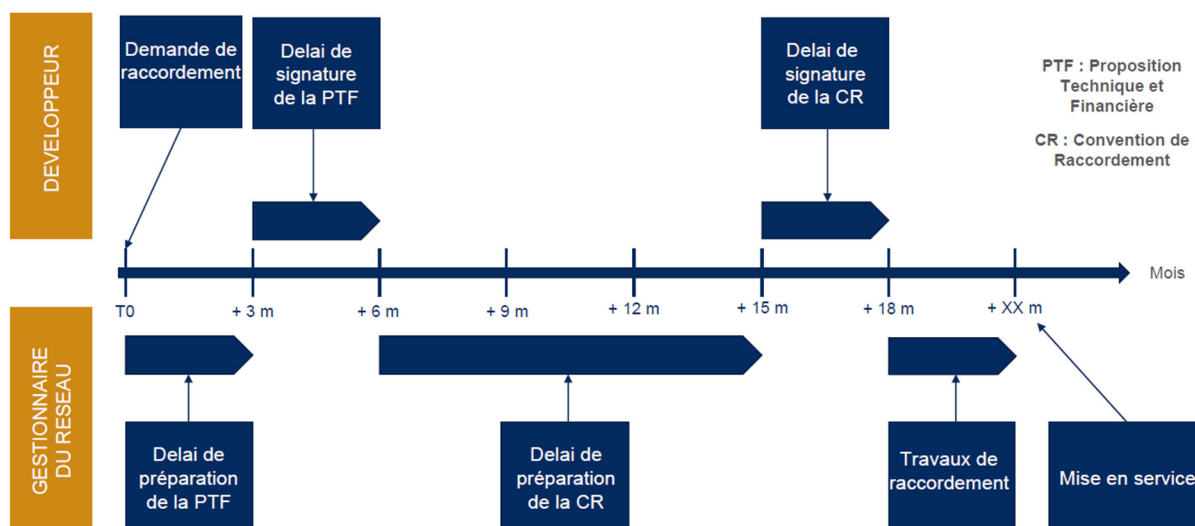 DEVELOPPEUR
Demande de
raccordement
Delai de
signature
de la PTF
Delai de
signature
de la CR
PTF : Proposition
Technique et
Financière
CR : Convention de
Raccordement
Mois
T0
+ 3 m
+ 6 m
+ 9 m
+ 12 m
+ 15 m
+ 18 m
+ XX m
GESTIONNAIRE
DU RESEAU
Delai de
préparation
de la PTF
Delai de
préparation
de la CR
Travaux de
raccordement
Mise en service